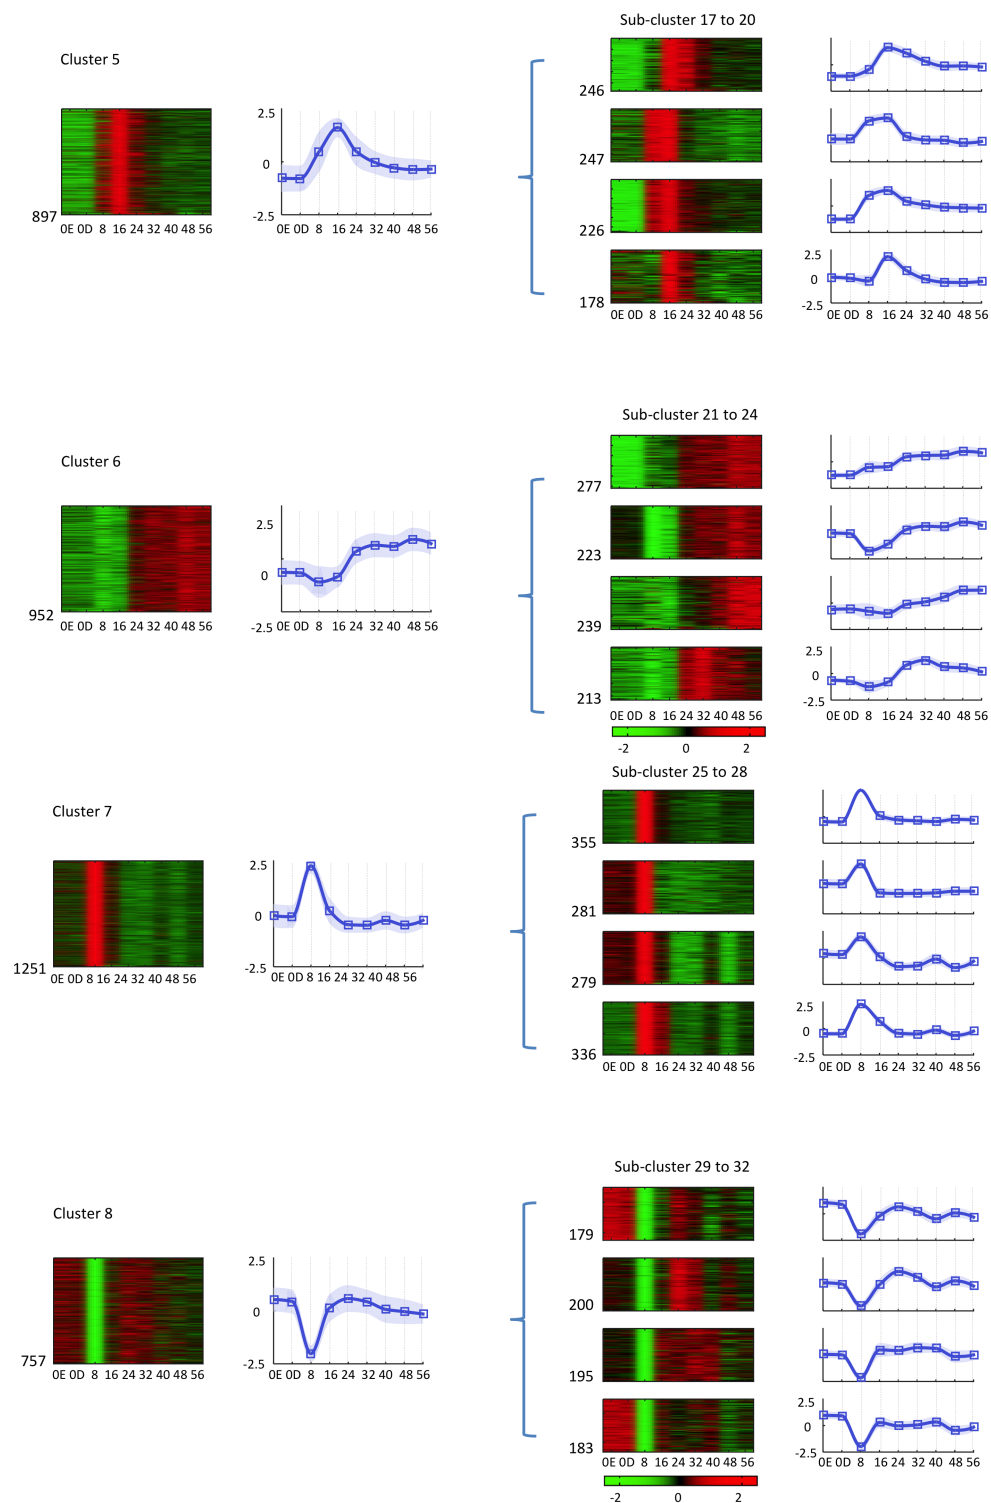 Sub-cluster 17 to 20
Cluster 5
246
2.5
0
-2.5
247
897
0E 0D 8 16 24 32 40 48 56
0E 0D 8 16 24 32 40 48 56
226
2.5
0
-2.5
178
0E 0D 8 16 24 32 40 48 56
0E 0D 8 16 24 32 40 48 56
Sub-cluster 21 to 24
Cluster 6
277
2.5
0
-2.5
223
952
0E 0D 8 16 24 32 40 48 56
8 16 24 32 40 48 56
0E 0D
239
2.5
0
-2.5
213
0E 0D 8 16 24 32 40 48 56
0E 0D 8 16 24 32 40 48 56
-2 0 2
Sub-cluster 25 to 28
Cluster 7
355
2.5
0
-2.5
281
1251
0E 0D 8 16 24 32 40 48 56
0E 0D 8 16 24 32 40 48 56
279
2.5
0
-2.5
336
0E 0D 8 16 24 32 40 48 56
0E 0D 8 16 24 32 40 48 56
Sub-cluster 29 to 32
Cluster 8
179
2.5
0
-2.5
200
757
0E 0D 8 16 24 32 40 48 56
0E 0D 8 16 24 32 40 48 56
195
2.5
0
-2.5
183
0E 0D 8 16 24 32 40 48 56
0E 0D 8 16 24 32 40 48 56
-2 0 2